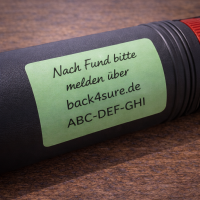 Nach Fund bitte
melden über
back4sure.de
ABC-DEF-GHI